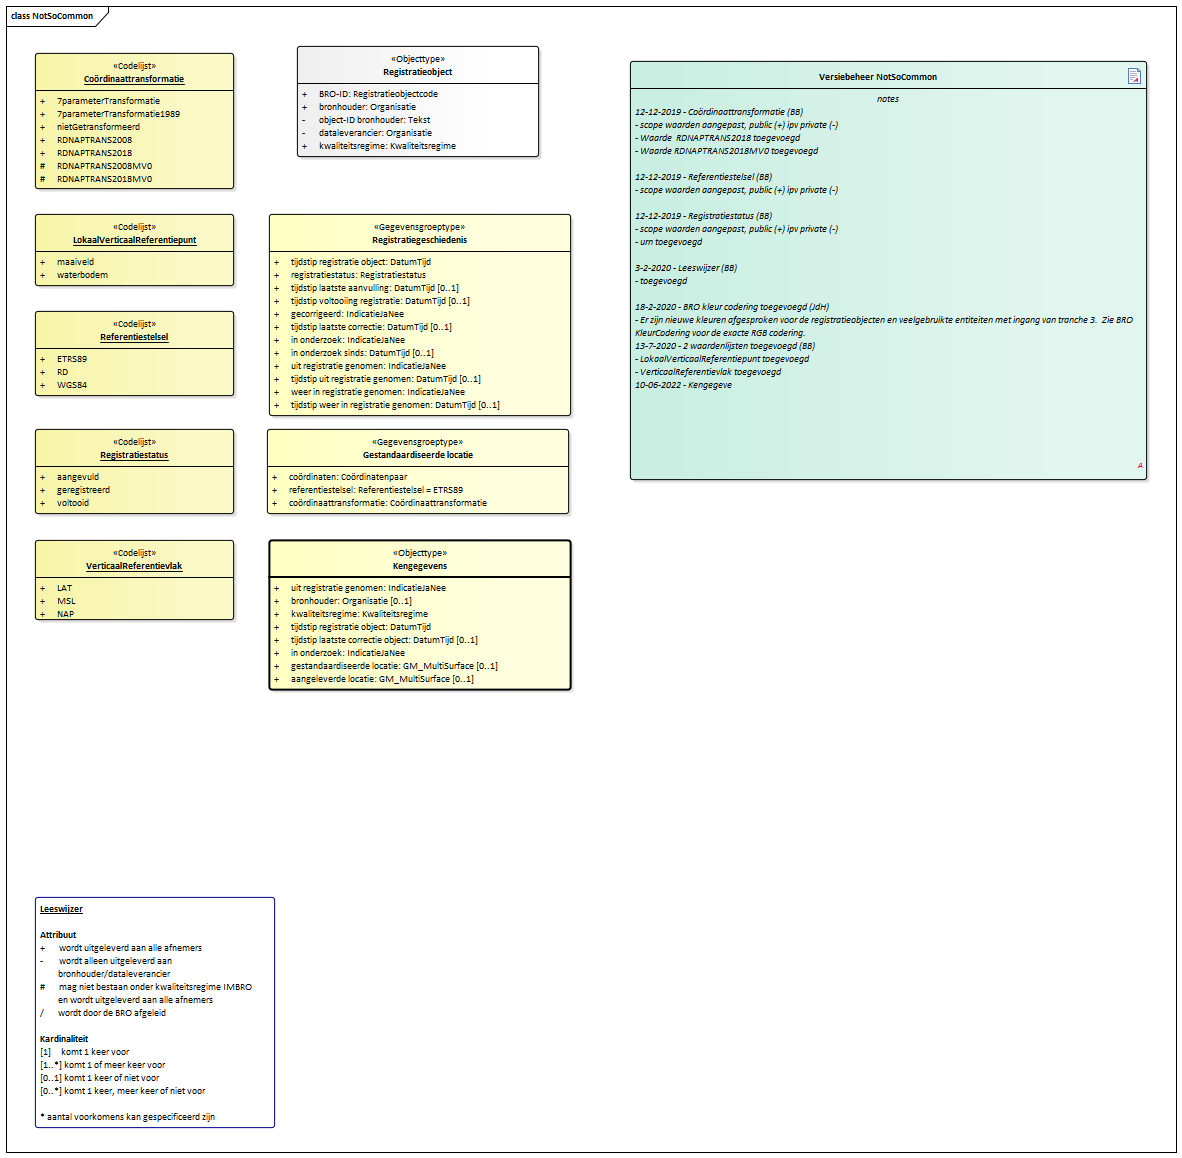 class NotSoCommon
«Codelijst»
Coördinaattransformatie
+ 7parameterTransformatie
+ 7parameterTransformatie1989
+ nietGetransformeerd
+ RDNAPTRANS2008
+ RDNAPTRANS2018
# RDNAPTRANS2008MV0
# RDNAPTRANS2018MV0
«Objecttype»
Registratieobject
+ BRO-ID: Registratieobjectcode
+ bronhouder: Organisatie
- object-ID bronhouder: Tekst
- dataleverancier: Organisatie
+ kwaliteitsregime: Kwaliteitsregime
«Codelijst»
LokaalVerticaalReferentiepunt
+ maaiveld
+ waterbodem
«Codelijst»
Referentiestelsel
+ ETRS89
+ RD
+ WGS84
«Gegevensgroeptype»
Registratiegeschiedenis
+ tijdstip registratie object: DatumTijd
+ registratiestatus: Registratiestatus
+ tijdstip laatste aanvulling: DatumTijd [0..1]
+ tijdstip voltooiing registratie: DatumTijd [0..1]
+ gecorrigeerd: IndicatieJaNee
+ tijdstip laatste correctie: DatumTijd [0..1]
+ in onderzoek: IndicatieJaNee
+ in onderzoek sinds: DatumTijd [0..1]
+ uit registratie genomen: IndicatieJaNee
+ tijdstip uit registratie genomen: DatumTijd [0..1]
+ weer in registratie genomen: IndicatieJaNee
+ tijdstip weer in registratie genomen: DatumTijd [0..1]
«Codelijst»
Registratiestatus
+ aangevuld
+ geregistreerd
+ voltooid
«Gegevensgroeptype»
Gestandaardiseerde locatie
+ coördinaten: Coördinatenpaar
+ referentiestelsel: Referentiestelsel = ETRS89
+ coördinaattransformatie: Coördinaattransformatie
«Codelijst»
VerticaalReferentievlak
+ LAT
+ MSL
+ NAP
«Objecttype»
Kengegevens
+ uit registratie genomen: IndicatieJaNee
+ bronhouder: Organisatie [0..1]
+ kwaliteitsregime: Kwaliteitsregime
+ tijdstip registratie object: DatumTijd
+ tijdstip laatste correctie object: DatumTijd [0..1]
+ in onderzoek: IndicatieJaNee
+ gestandaardiseerde locatie: GM_MultiSurface [0..1]
+ aangeleverde locatie: GM_MultiSurface [0..1]
Versiebeheer NotSoCommon
notes
12-12-2019 - Coördinaattransformatie (BB)
- scope waarden aangepast, public (+) ipv private (-)
- Waarde RDNAPTRANS2018 toegevoegd
- Waarde RDNAPTRANS2018MV0 toegevoegd
12-12-2019 - Referentiestelsel (BB)
- scope waarden aangepast, public (+) ipv private (-)
12-12-2019 - Registratiestatus (BB)
- scope waarden aangepast, public (+) ipv private (-)
- urn toegevoegd
3-2-2020 - Leeswijzer (BB)
- toegevoegd
18-2-2020 - BRO kleur codering toegevoegd (JdH)
- Er zijn nieuwe kleuren afgesproken voor de registratieobjecten en veelgebruikte entiteiten met ingang van tranche 3. Zie BRO
KleurCodering voor de exacte RGB codering.
13-7-2020 - 2 waardenlijsten toegevoegd (BB)
- LokaalVerticaalReferentiepunt toegevoegd
- VerticaalReferentievlak toegevoegd
10-06-2022 - Kengegeve
A
Leeswijzer
Attribuut
+ wordt uitgeleverd aan alle afnemers
- wordt alleen uitgeleverd aan
bronhouder/dataleverancier
# mag niet bestaan onder kwaliteitsregime IMBRO
en wordt uitgeleverd aan alle afnemers
/ wordt door de BRO afgeleid
Kardinaliteit
[1] komt 1 keer voor
[1..*] komt 1 of meer keer voor
[0..1] komt 1 keer of niet voor
[0..*] komt 1 keer, meer keer of niet voor
* aantal voorkomens kan gespecificeerd zijn